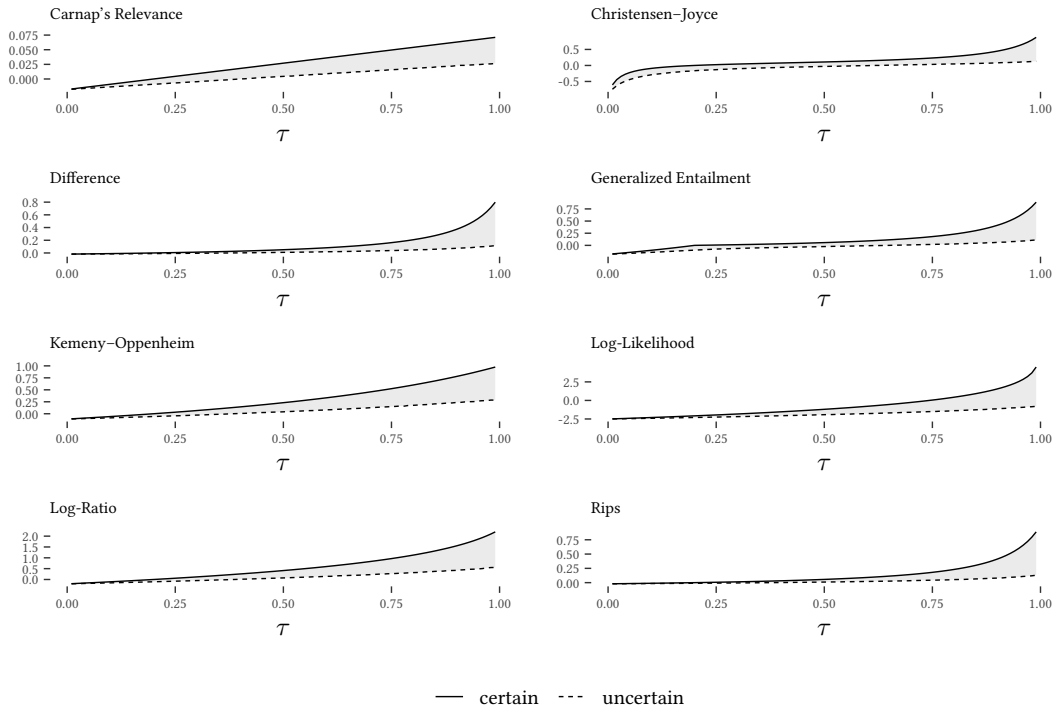 Carnap's Relevance
0.075
0.050
0.025
0.000
0.00 0.25 0.50 0.75 1.00
τ
Christensen–Joyce
0.5
0.0
-0.5
0.00 0.25 0.50 0.75 1.00
τ
Difference
0.8
0.6
0.4
0.2
0.0
0.00 0.25 0.50 0.75 1.00
τ
Generalized Entailment
0.75
0.50
0.25
0.00
0.00 0.25 0.50 0.75 1.00
τ
Kemeny–Oppenheim
1.00
0.75
0.50
0.25
0.00
0.00 0.25 0.50 0.75 1.00
τ
Log-Likelihood
2.5
0.0
-2.5
0.00 0.25 0.50 0.75 1.00
τ
Log-Ratio
2.0
1.5
1.0
0.5
0.0
0.00 0.25 0.50 0.75 1.00
τ
Rips
0.75
0.50
0.25
0.00
0.00 0.25 0.50 0.75 1.00
τ
certain uncertain